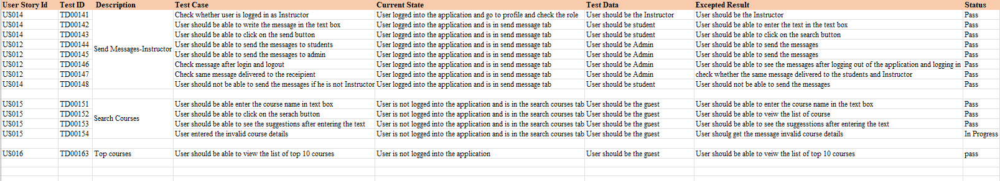 User Story Id Test ID Description Test Case Current State Test Data Excepted Result Status
US014 TD00141 Check whether user is logged in as Instructor User logged into the application and go to profile and check the role User should be the Instructor User should be the Instructor Pass
US014 TD00142 User should be able to write the message in the text box User logged into the application and is in send message tab User should be student User should be able to enter the text in the text box Pass
US014 TD00143 User should be able to click on the send button User logged into the application and is in send message tab User should be student User should be able to click on the search button Pass
US012 TD00144 User should be able to send the messages to students User logged into the application and is in send message tab User should be Admin User should be able to send the messages Pass
Send Messages-Instructor
US012 TD00145 User should be able to send the messages to admin User logged into the application and is in send message tab User should be Admin User should be able to send the messages Pass
US012 TD00146 Check message after login and logout User logged into the application and is in send message tab User should be Admin User should be able to see the messages after logging out of the application and logging in Pass
US012 TD00147 Check same message delivered to the receipient User logged into the application and is in send message tab User should be Admin check whether the same message delivered to the students and Instructor Pass
US014 TD00148 User should not be able to send the messages if he is not Instructor User logged into the application and is in send message tab User should be student User should not be able to send the messages Pass
US015 TD00151 User should be able enter the course name in text box User is not logged into the application and is in the search courses tab User should be the guest User should be able to enter the course name in the text box Pass
US015 TD00152 User should be able to click on the serach button User is not logged into the application and is in the search courses tab User should be the guest User should be able to veiw the list of course Pass
Search Courses
US015 TD00153 User should be able to see the suggestions after entering the text User is not logged into the application and is in the search courses tab User should be the guest User should be able to see the suggesstions after entering the text Pass
US015 TD00154 User entered the invalid course details User is not logged into the application and is in the search courses tab User should be the guest User shoulg get the message invalid course details In Progress
US016 TD00163 Top courses User should be able to view the list of top 10 courses User is not logged into the application User should be the guest User should be able to veiw the list of top 10 courses pass